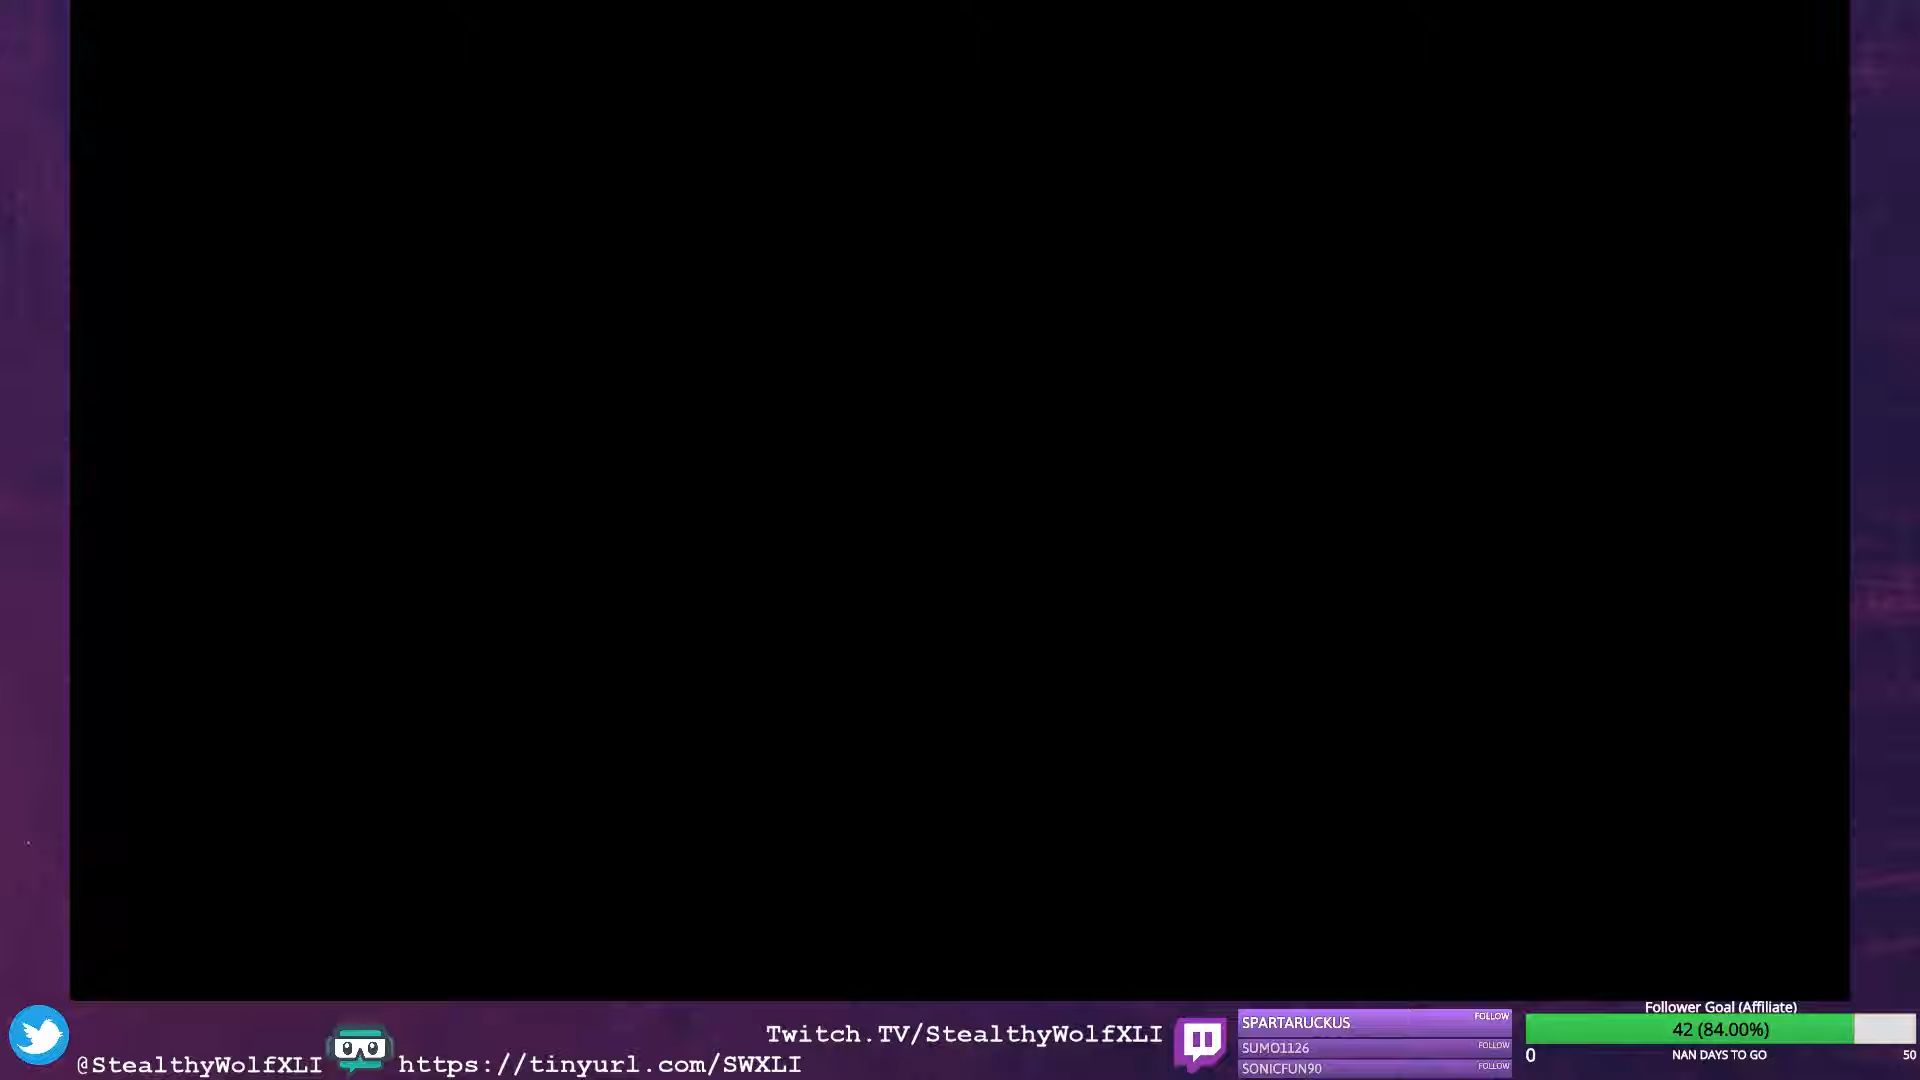 Follower Goal (Affiliate)
42 (84.00%)
0
NAN DAYS TO GO
50
SPARTARUCKUS FOLLOW
SUMO1126 FOLLOW
SONICFUN90 FOLLOW
Twitch.TV/StealthyWolfXLI
@StealthyWolfXLI
https://tinyurl.com/SWXLI